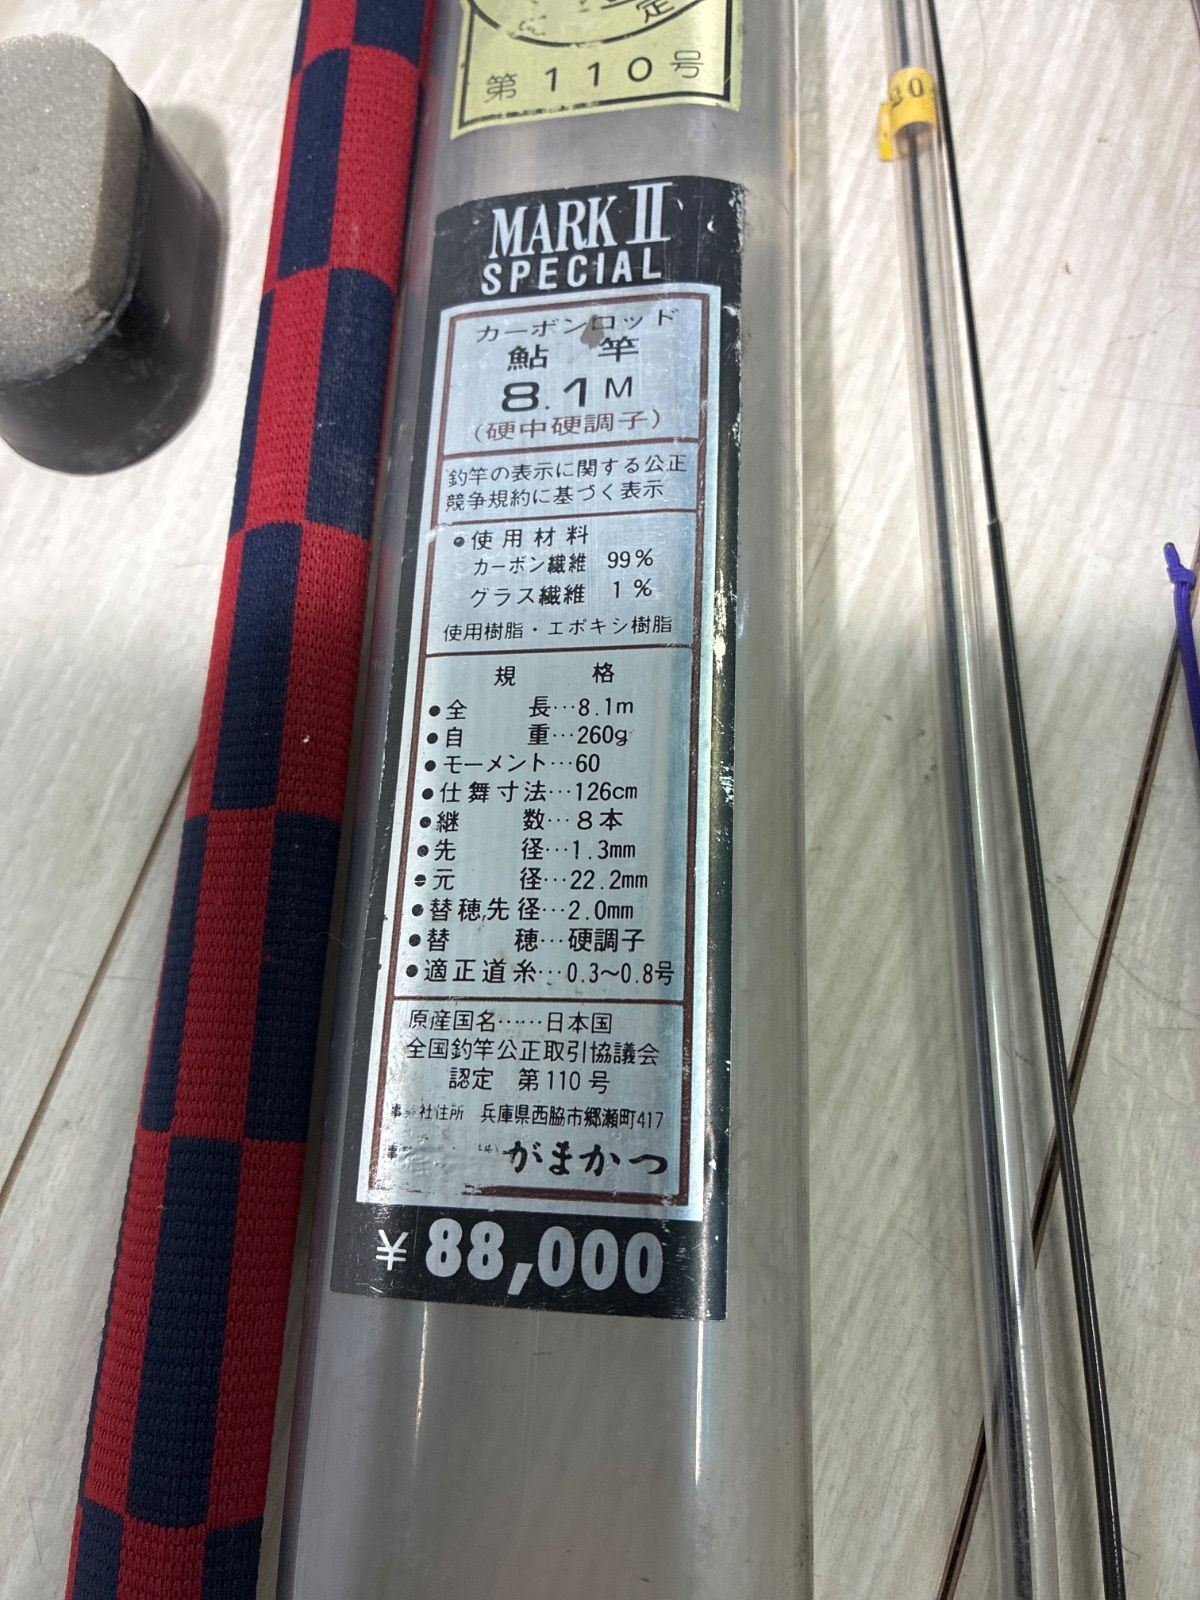 定
第110号
20
MARK II
SPECIAL
カーボンロッド
鮎 竿
8.1M
(硬中硬調子)
釣竿の表示に関する公正
競争規約に基づく表示
●使用材料
カーボン繊維 99%
グラス繊維 1%
使用樹脂・エポキシ樹脂
規 格
●全 長…8.1m
●自 重…260g
●モーメント…60
●仕舞寸法…126cm
●継 数…8本
●先 径…1.3mm
●元 径…22.2mm
●替穂先径…2.0mm
●替 穂…硬調子
●適正道糸…0.3〜0.8号
原産国名……日本国
全国釣竿公正取引協議会
認定 第110号
社住所 兵庫県西脇市郷瀬町417
がまかつ
¥88,000